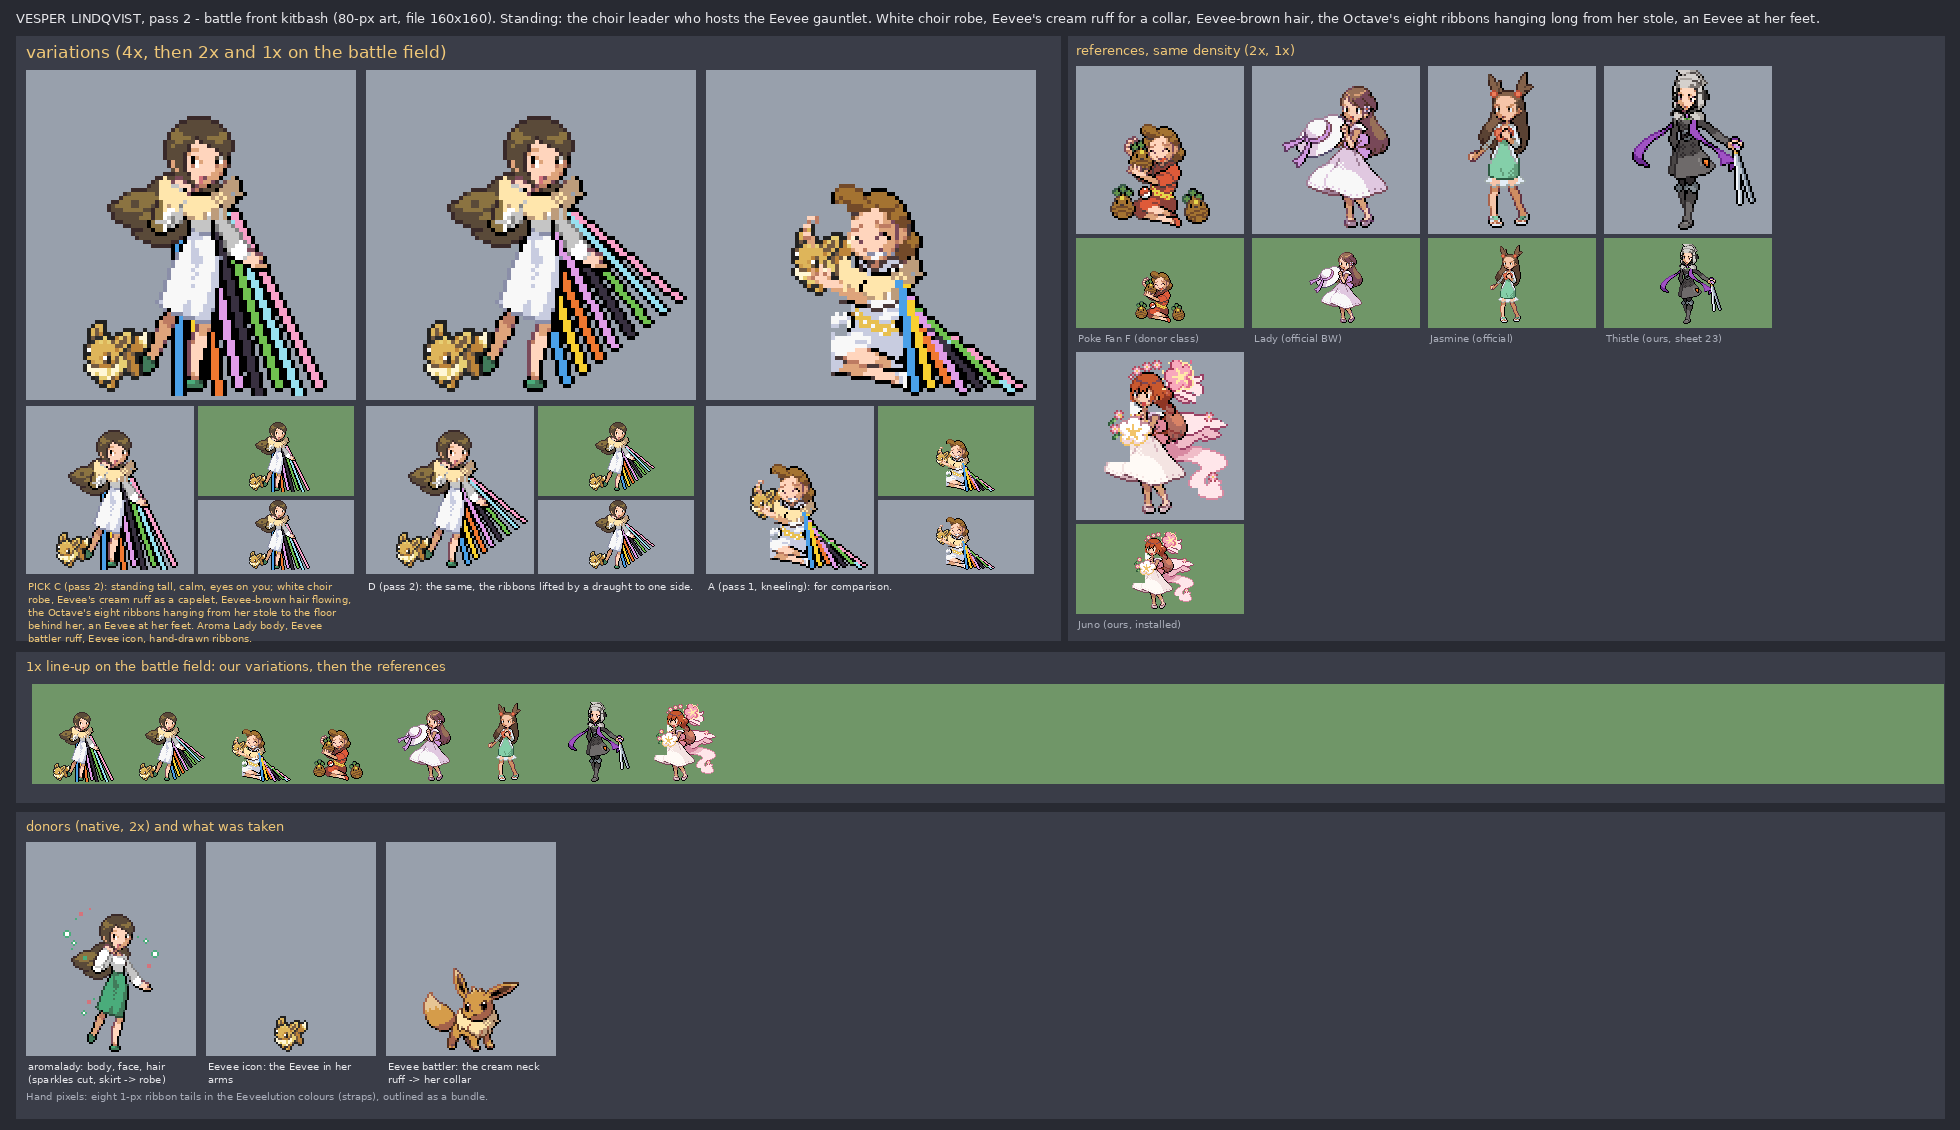 VESPER LINDQVIST, pass 2 - battle front kitbash (80-px art, file 160x160). Standing: the choir leader who hosts the Eevee gauntlet. White choir robe, Eevee's cream ruff for a collar, Eevee-brown hair, the Octave's eight ribbons hanging long from her stole, an Eevee at her feet.
variations (4x, then 2x and 1x on the battle field)
PICK C (pass 2): standing tall, calm, eyes on you; white choir
robe, Eevee's cream ruff as a capelet, Eevee-brown hair flowing,
the Octave's eight ribbons hanging from her stole to the floor
behind her, an Eevee at her feet. Aroma Lady body, Eevee
battler ruff, Eevee icon, hand-drawn ribbons.
D (pass 2): the same, the ribbons lifted by a draught to one side.
A (pass 1, kneeling): for comparison.
references, same density (2x, 1x)
Poke Fan F (donor class)
Lady (official BW)
Jasmine (official)
Thistle (ours, sheet 23)
Juno (ours, installed)
1x line-up on the battle field: our variations, then the references
donors (native, 2x) and what was taken
aromalady: body, face, hair
(sparkles cut, skirt -> robe)
Eevee icon: the Eevee in her
arms
Eevee battler: the cream neck
ruff -> her collar
Hand pixels: eight 1-px ribbon tails in the Eeveelution colours (straps), outlined as a bundle.